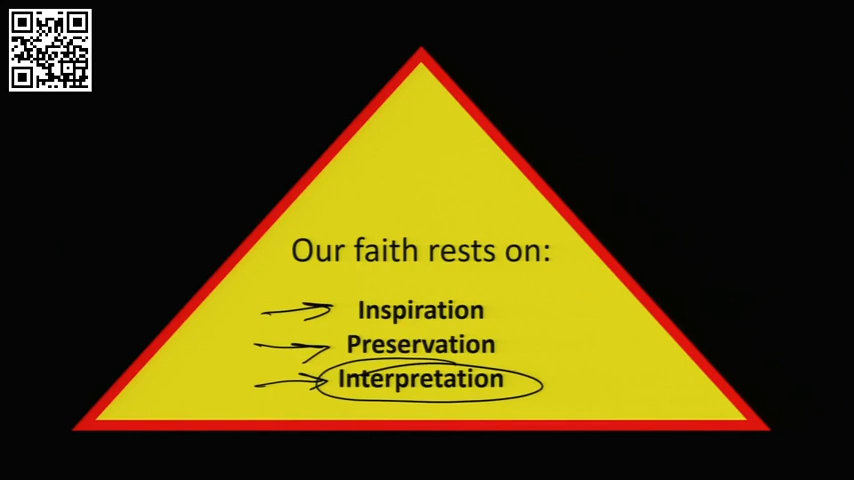 Our faith rests on:
Inspiration
Preservation
Interpretation